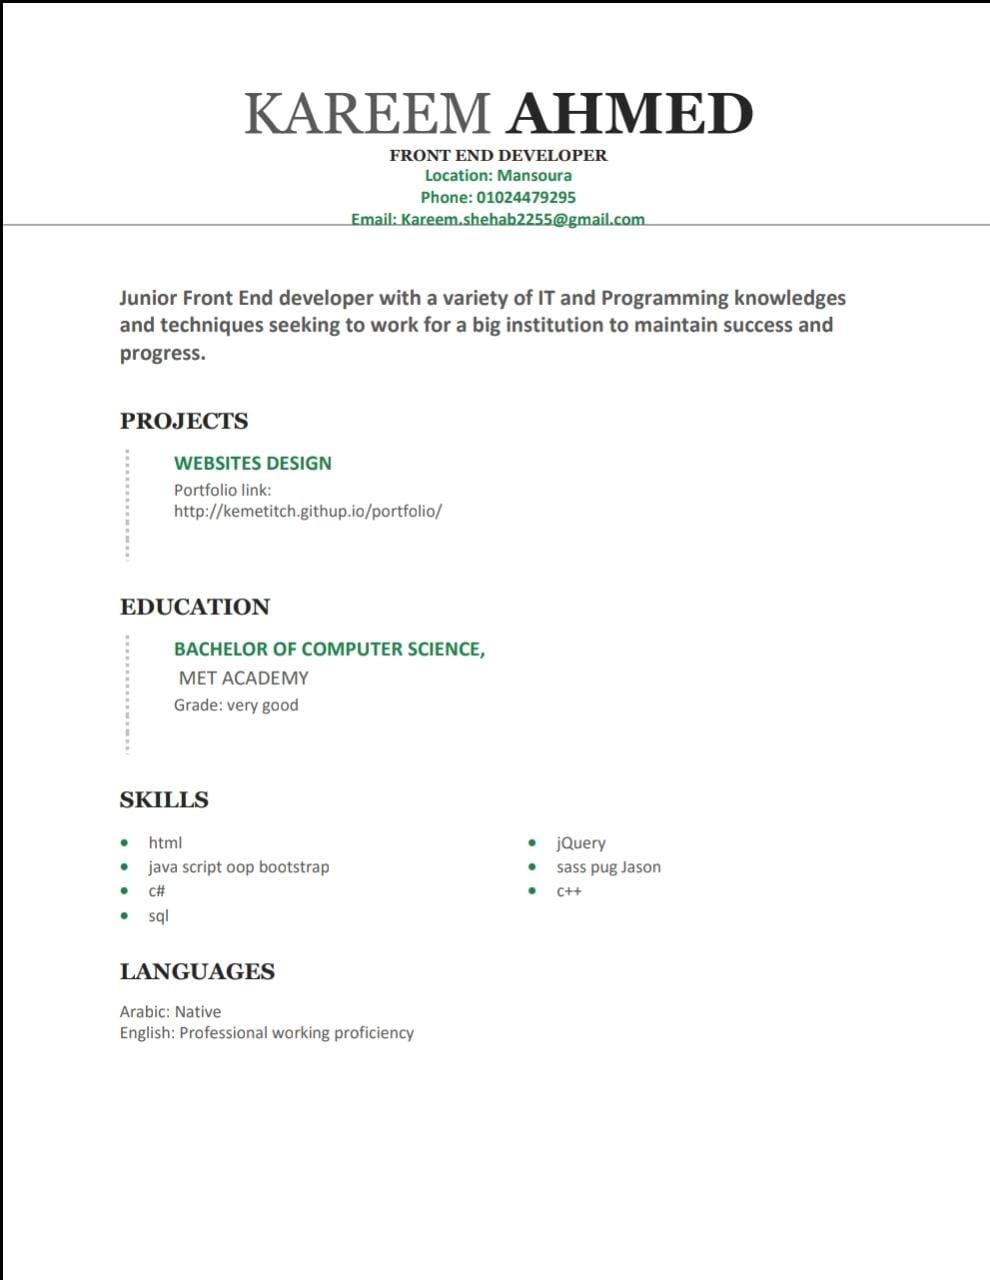 KAREEM AHMED
FRONT END DEVELOPER
Location: Mansoura
Phone: 01024479295
Email: Kareem.shehab2255@gmail.com
Junior Front End developer with a variety of IT and Programming knowledges
and techniques seeking to work for a big institution to maintain success and
progress.
PROJECTS
WEBSITES DESIGN
Portfolio link:
http://kemetitch.githup.io/portfolio/
EDUCATION
BACHELOR OF COMPUTER SCIENCE,
MET ACADEMY
Grade: very good
SKILLS
• html
• java script oop bootstrap
• c#
• sql
• jQuery
• sass pug Jason
• c++
LANGUAGES
Arabic: Native
English: Professional working proficiency